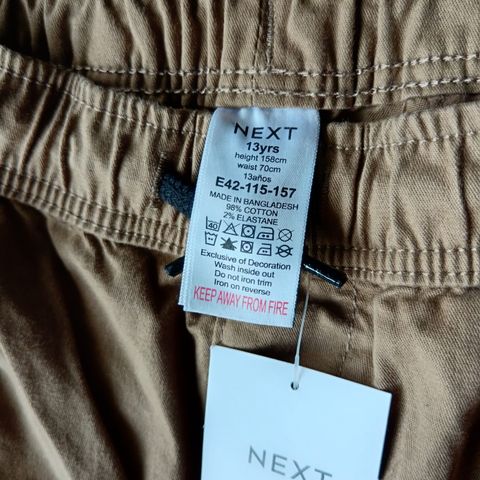 NEXT
13yrs
height 158cm
waist 70cm
13años
E42-115-157
MADE IN BANGLADESH
98% COTTON
2% ELASTANE
40
Exclusive of Decoration
Wash inside out
Do not iron trim
Iron on reverse
KEEP AWAY FROM FIRE
NEXT